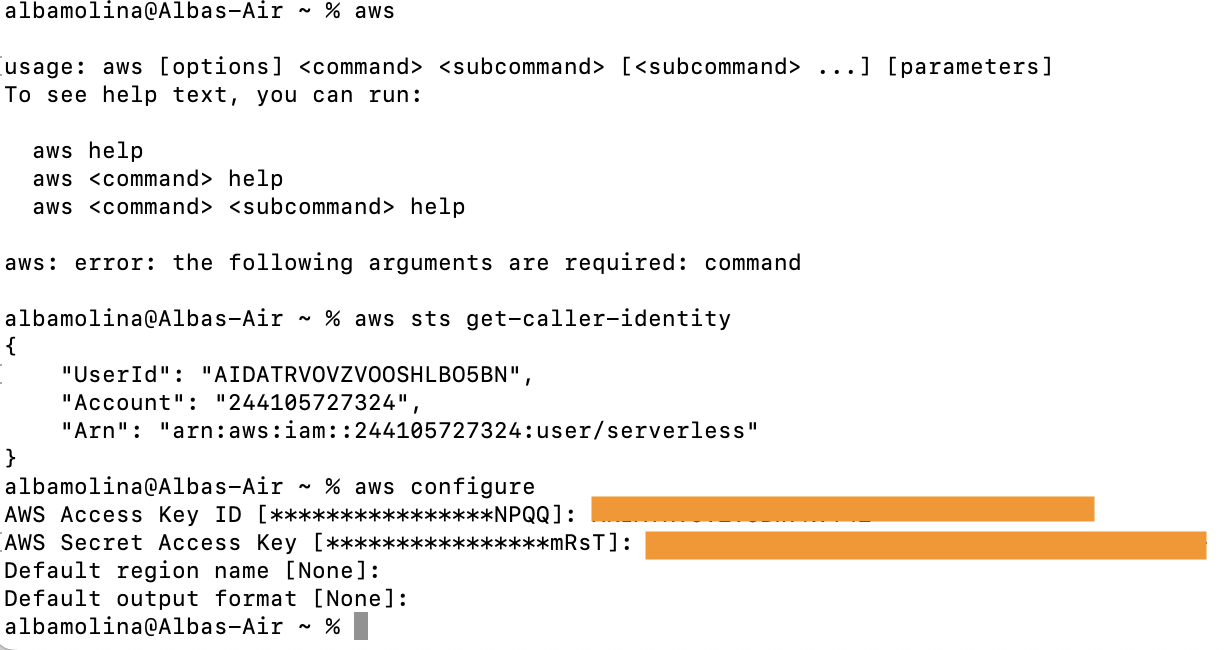 albamolina@Albas-Air ~ % aws
usage: aws [options] <command> <subcommand> [<subcommand> ...] [parameters]
To see help text, you can run:
aws help
aws <command> help
aws <command> <subcommand> help
aws: error: the following arguments are required: command
albamolina@Albas-Air ~ % aws sts get-caller-identity
{
"UserId": "AIDATRVOVZVOOSHLBO5BN",
"Account": "244105727324",
"Arn": "arn:aws:iam::244105727324:user/serverless"
}
albamolina@Albas-Air ~ % aws configure
AWS Access Key ID [****************NPQQ]:
AWS Secret Access Key [****************mRsT]:
Default region name [None]:
Default output format [None]:
albamolina@Albas-Air ~ %